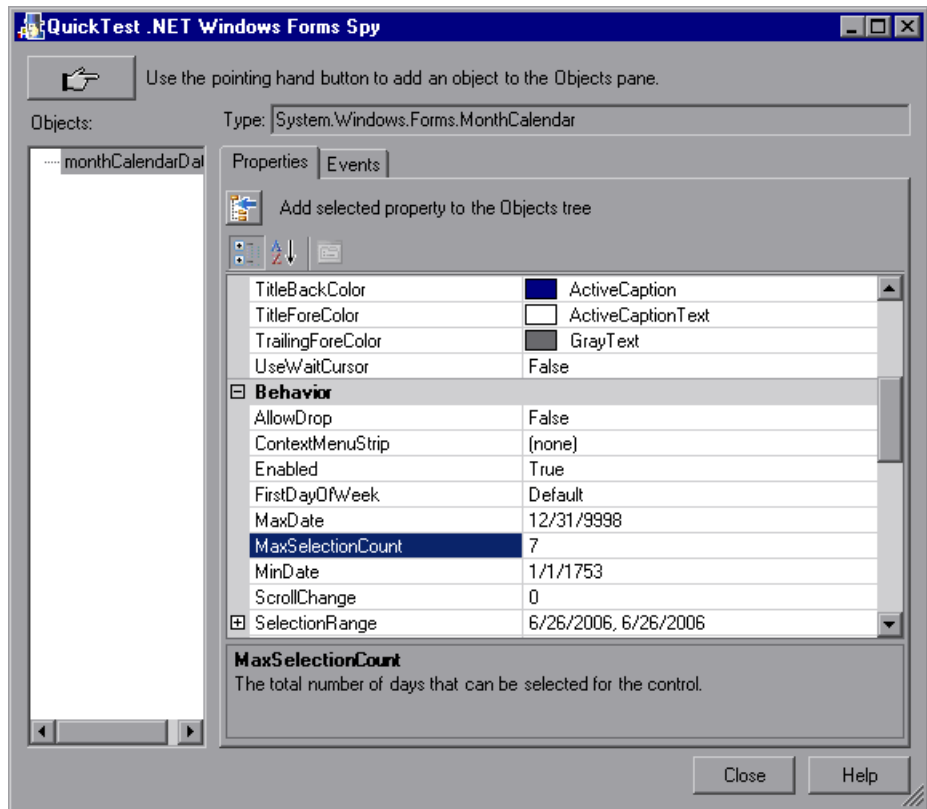 QuickTest .NET Windows Forms Spy
Use the pointing hand button to add an object to the Objects pane.
Objects:
Type: System.Windows.Forms.MonthCalendar
monthCalendarDat
Properties Events
Add selected property to the Objects tree
TitleBackColor ActiveCaption
TitleForeColor ActiveCaptionText
TrailingForeColor GrayText
UseWaitCursor False
Behavior
AllowDrop False
ContextMenuStrip (none)
Enabled True
FirstDayOfWeek Default
MaxDate 12/31/9998
MaxSelectionCount 7
MinDate 1/1/1753
ScrollChange 0
SelectionRange 6/26/2006, 6/26/2006
MaxSelectionCount
The total number of days that can be selected for the control.
Close Help